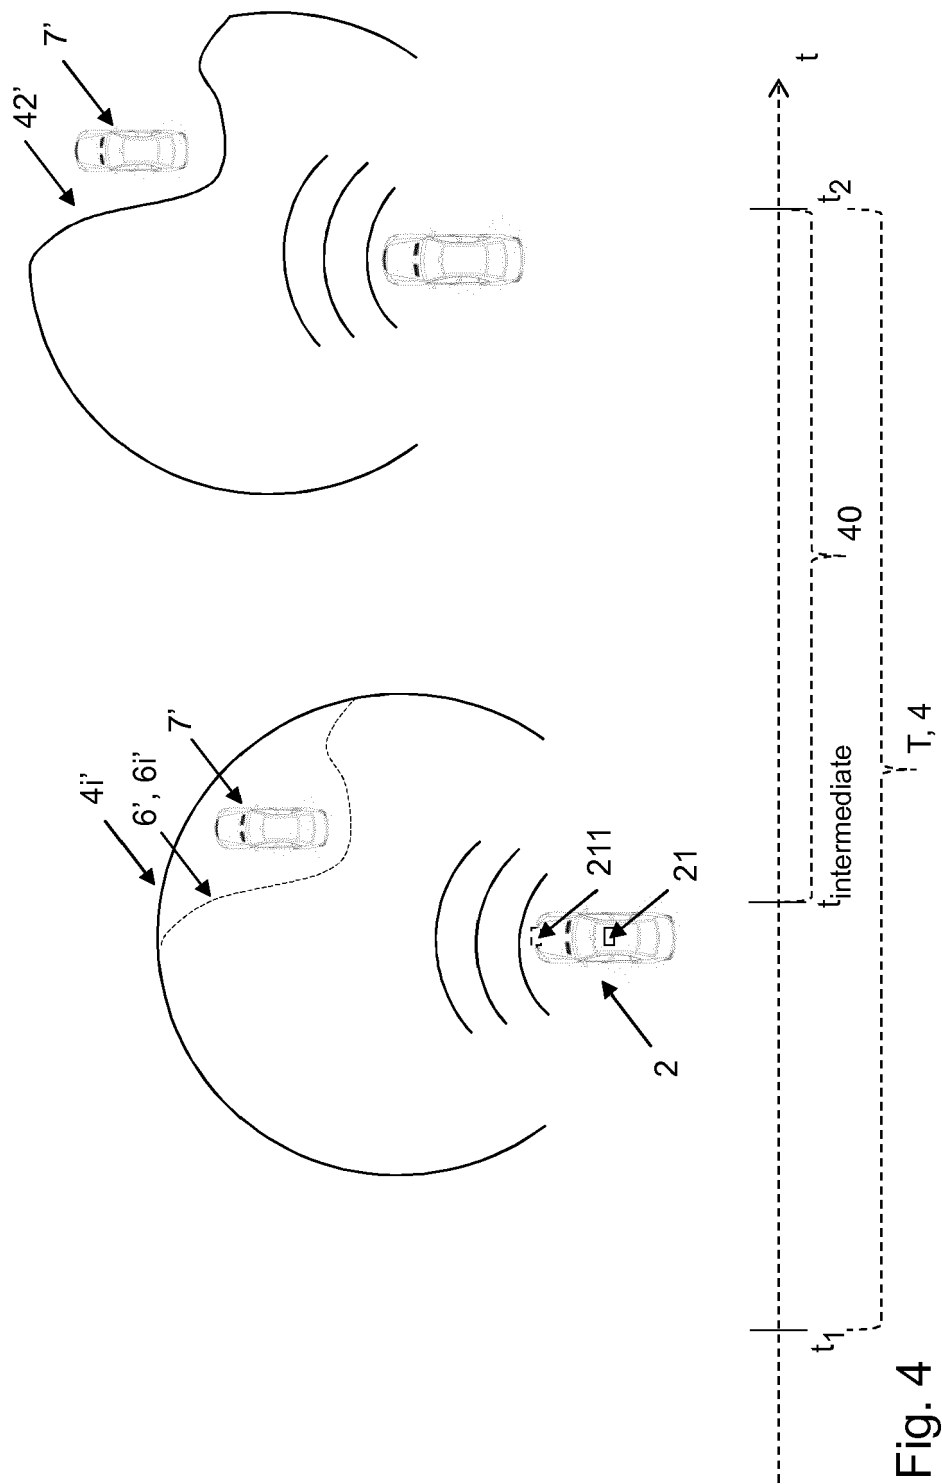 42'
7'
4i'
6', 6i'
7'
2
211
21
t1
tintermediate
t2
t
40
T, 4
Fig. 4